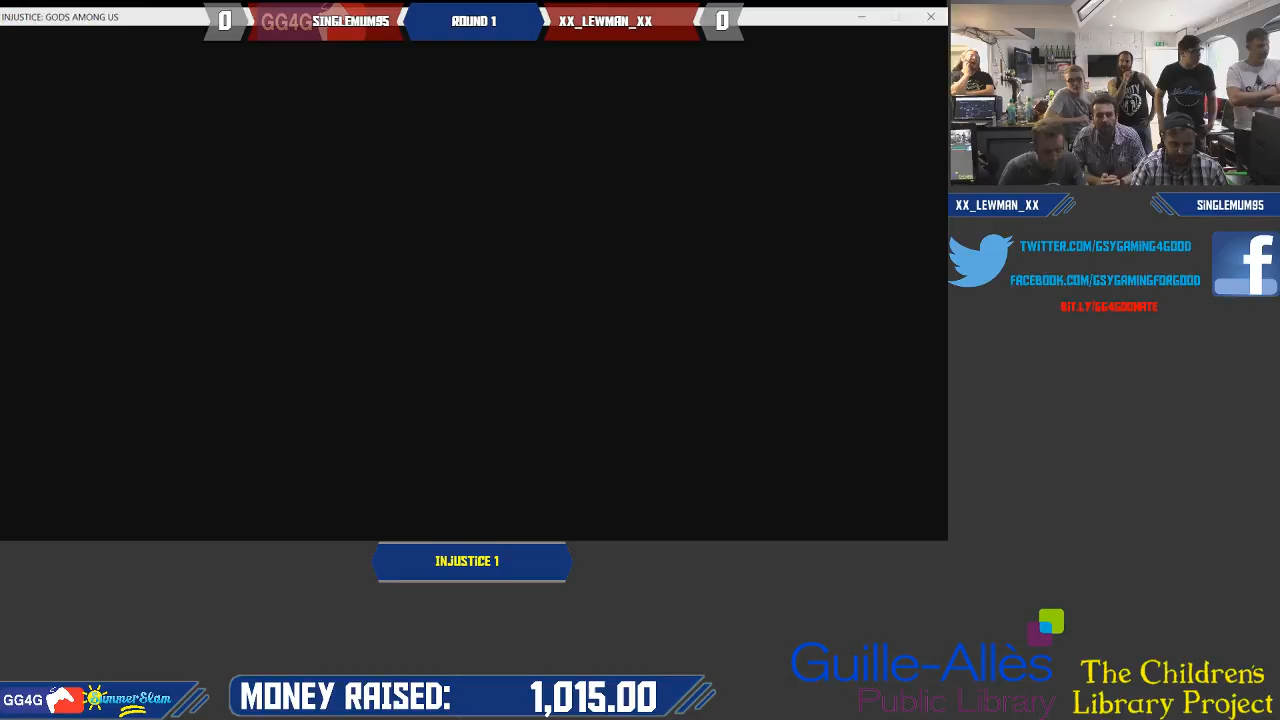 INJUSTICE: GODS AMONG US
0 GG4G SINGLEMUM95 ROUND 1 XX_LEWMAN_XX 0
XX_LEWMAN_XX SINGLEMUM95
TWITTER.COM/GSYGAMING4GOOD
FACEBOOK.COM/GSYGAMINGFORGOOD
BIT.LY/GG4GDONATE
INJUSTICE 1
Guille-Allès
Public Library
The Children's
Library Project
GG4G SummerSlam
MONEY RAISED: 1,015.00